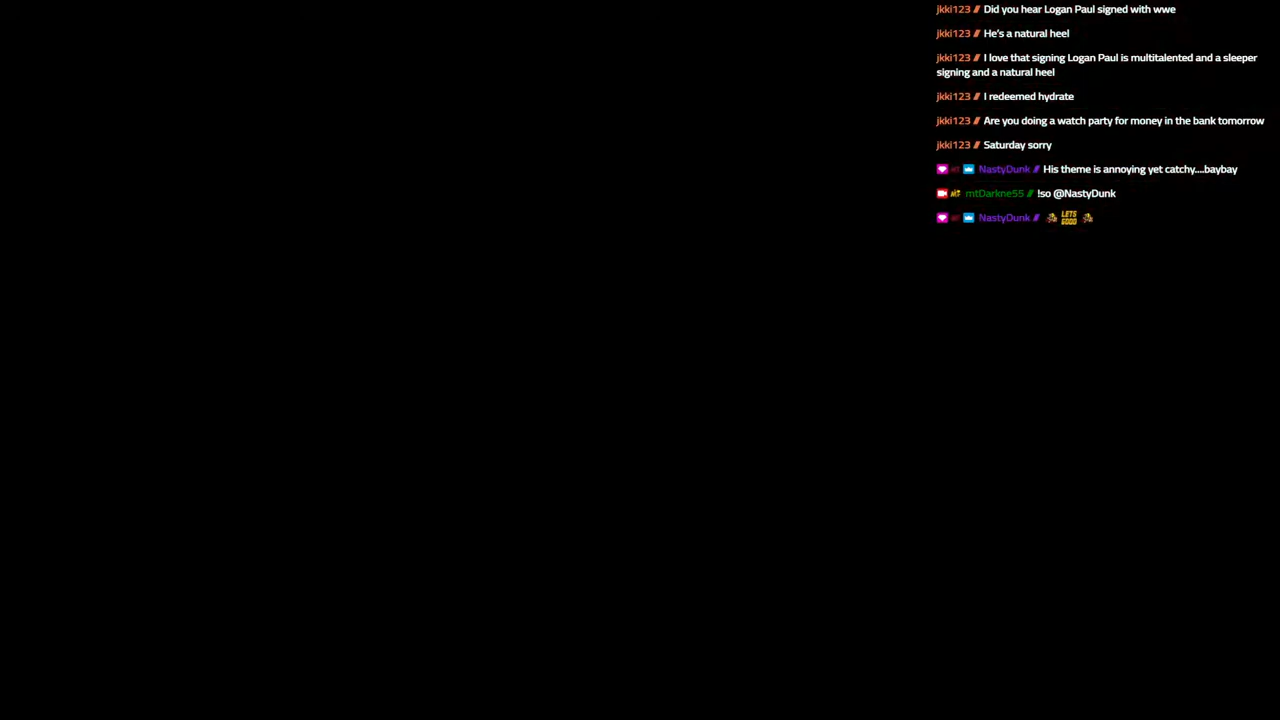 jkki123 // Did you hear Logan Paul signed with wwe
jkki123 // He's a natural heel
jkki123 // I love that signing Logan Paul is multitalented and a sleeper
signing and a natural heel
jkki123 // I redeemed hydrate
jkki123 // Are you doing a watch party for money in the bank tomorrow
jkki123 // Saturday sorry
NastyDunk // His theme is annoying yet catchy....baybay
mtDarkne55 // !so @NastyDunk
NastyDunk // LETS
GOOO